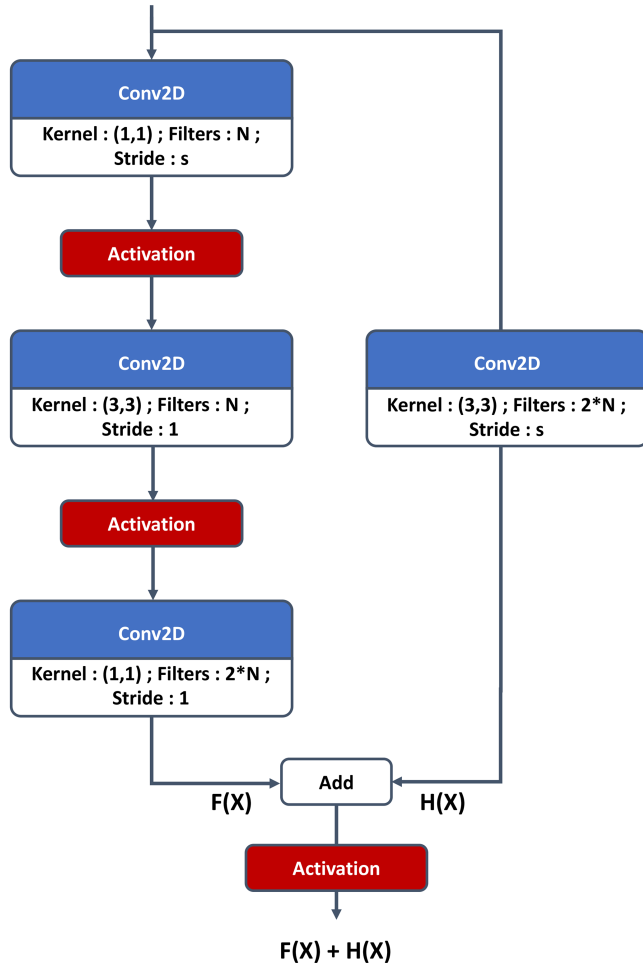 Conv2D
Kernel : (1,1) ; Filters : N ;
Stride : s
Activation
Conv2D
Kernel : (3,3) ; Filters : N ;
Stride : 1
Conv2D
Kernel : (3,3) ; Filters : 2*N ;
Stride : s
Activation
Conv2D
Kernel : (1,1) ; Filters : 2*N ;
Stride : 1
Add
F(X)
H(X)
Activation
F(X) + H(X)